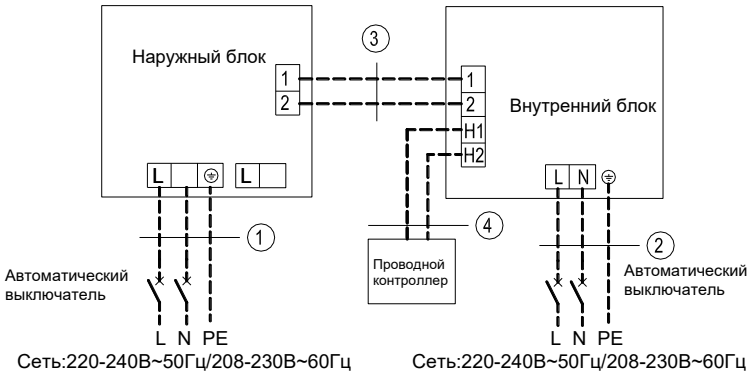 Наружный блок
1
2
3
1
2
H1
H2
Внутренний блок
L
L
L N
1
4
2
Автоматический
выключатель
Проводной
контроллер
Автоматический
выключатель
L N PE
L N PE
Сеть:220-240В~50Гц/208-230В~60Гц
Сеть:220-240В~50Гц/208-230В~60Гц